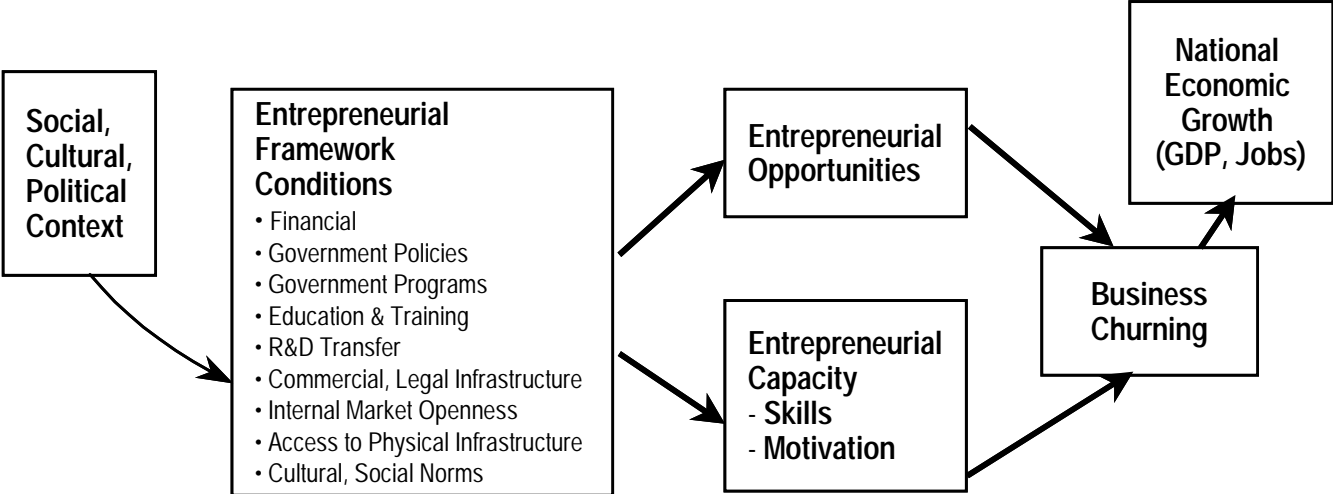 Social,
Cultural,
Political
Context
Entrepreneurial
Framework
Conditions
• Financial
• Government Policies
• Government Programs
• Education & Training
• R&D Transfer
• Commercial, Legal Infrastructure
• Internal Market Openness
• Access to Physical Infrastructure
• Cultural, Social Norms
Entrepreneurial
Opportunities
Entrepreneurial
Capacity
- Skills
- Motivation
Business
Churning
National
Economic
Growth
(GDP, Jobs)